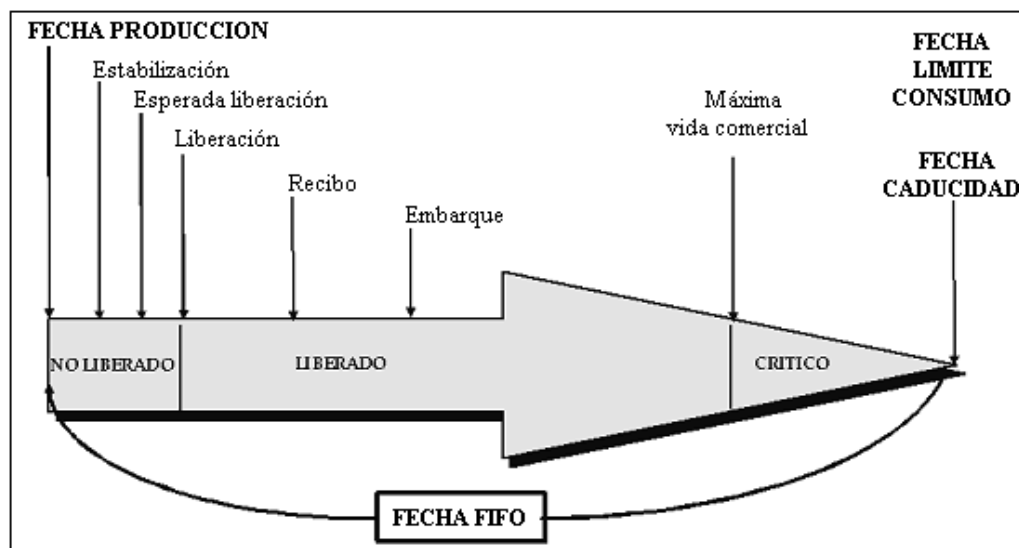 FECHA PRODUCCION
Estabilización
Esperada liberación
Liberación
Recibo
Embarque
Máxima
vida comercial
FECHA
LIMITE
CONSUMO
FECHA
CADUCIDAD
NO LIBERADO
LIBERADO
CRITICO
FECHA FIFO